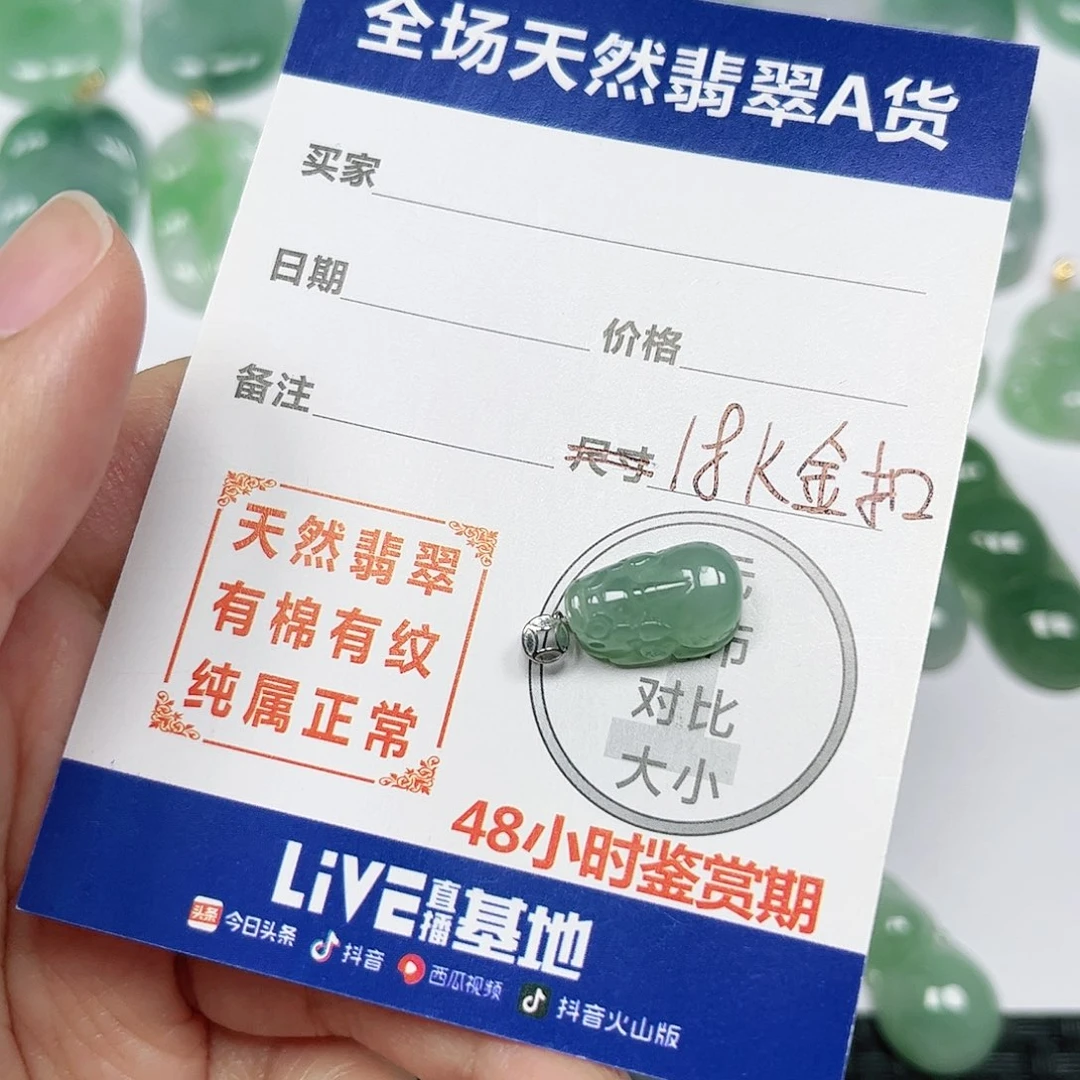 全场天然翡翠A货
买家
日期
价格
备注
尺寸 18K金扣
天然翡翠
有棉有纹
纯属正常
币
对比
大小
48小时鉴赏期
LiVE直播基地
头条 今日头条 抖音 西瓜视频 抖音火山版